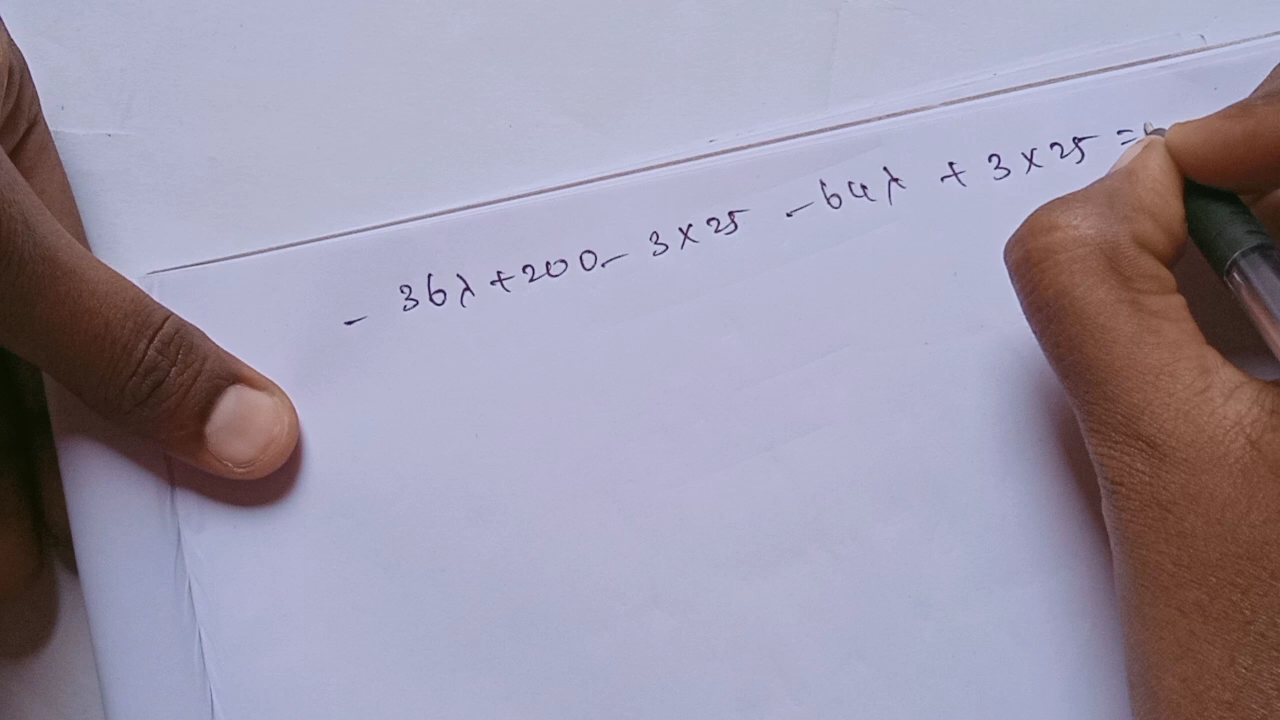 - 36λ + 200 - 3 × 25 - 64λ + 3 × 25 =